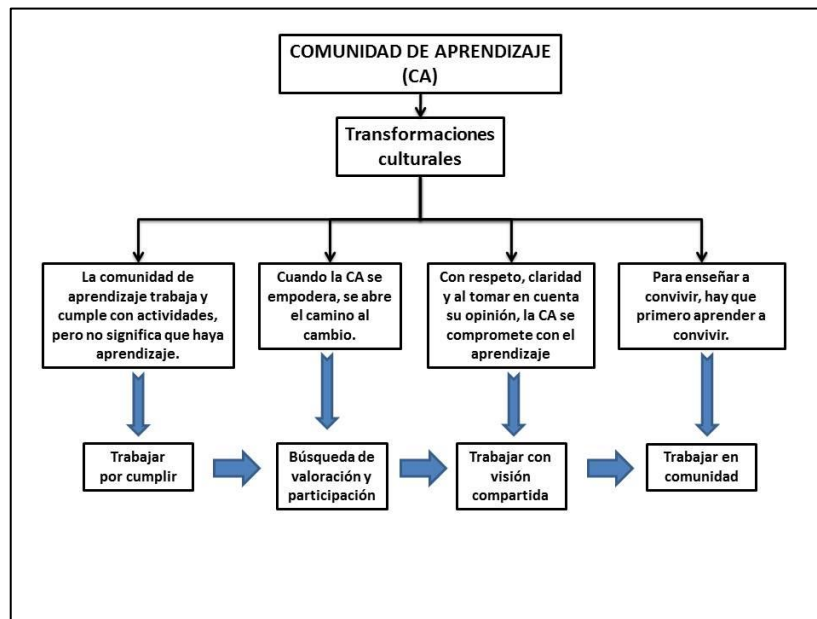 COMUNIDAD DE APRENDIZAJE
(CA)
Transformaciones
culturales
La comunidad de
aprendizaje trabaja y
cumple con actividades,
pero no significa que haya
aprendizaje.
Cuando la CA se
empodera, se abre
el camino al
cambio.
Con respeto, claridad
y al tomar en cuenta
su opinión, la CA se
compromete con el
aprendizaje
Para enseñar a
convivir, hay que
primero aprender a
convivir.
Trabajar
por cumplir
Búsqueda de
valoración y
participación
Trabajar con
visión
compartida
Trabajar en
comunidad